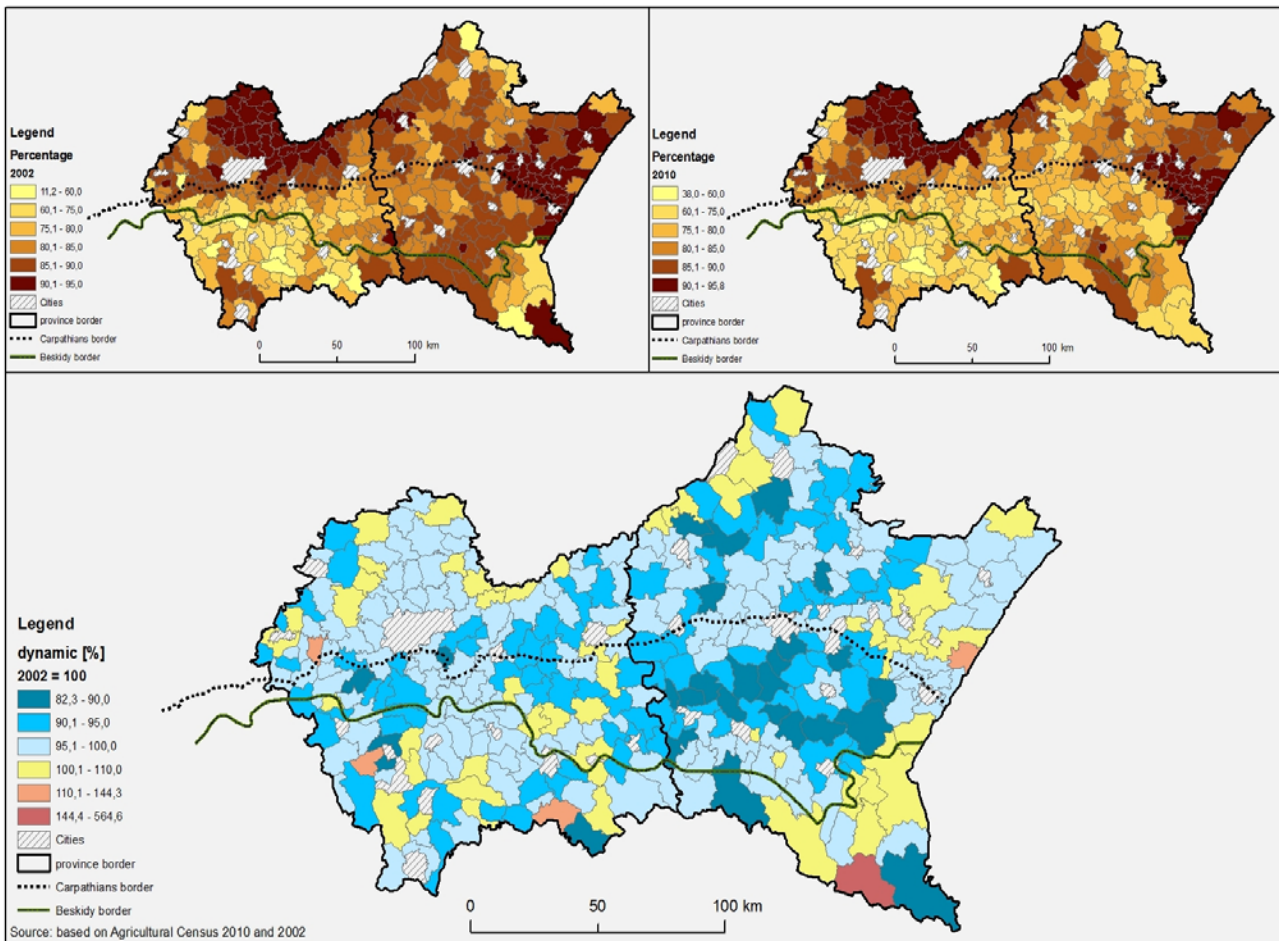 Legend
Percentage
2002
11,2 - 60,0
60,1 - 75,0
75,1 - 80,0
80,1 - 85,0
85,1 - 90,0
90,1 - 95,0
Cities
province border
Carpathians border
Beskidy border
0 50 100 km
Legend
Percentage
2010
38,0 - 60,0
60,1 - 75,0
75,1 - 80,0
80,1 - 85,0
85,1 - 90,0
90,1 - 95,8
Cities
province border
Carpathians border
Beskidy border
0 50 100 km
Legend
dynamic [%]
2002 = 100
82,3 - 90,0
90,1 - 95,0
95,1 - 100,0
100,1 - 110,0
110,1 - 144,3
144,4 - 564,6
Cities
province border
Carpathians border
Beskidy border
0 50 100 km
Source: based on Agricultural Census 2010 and 2002